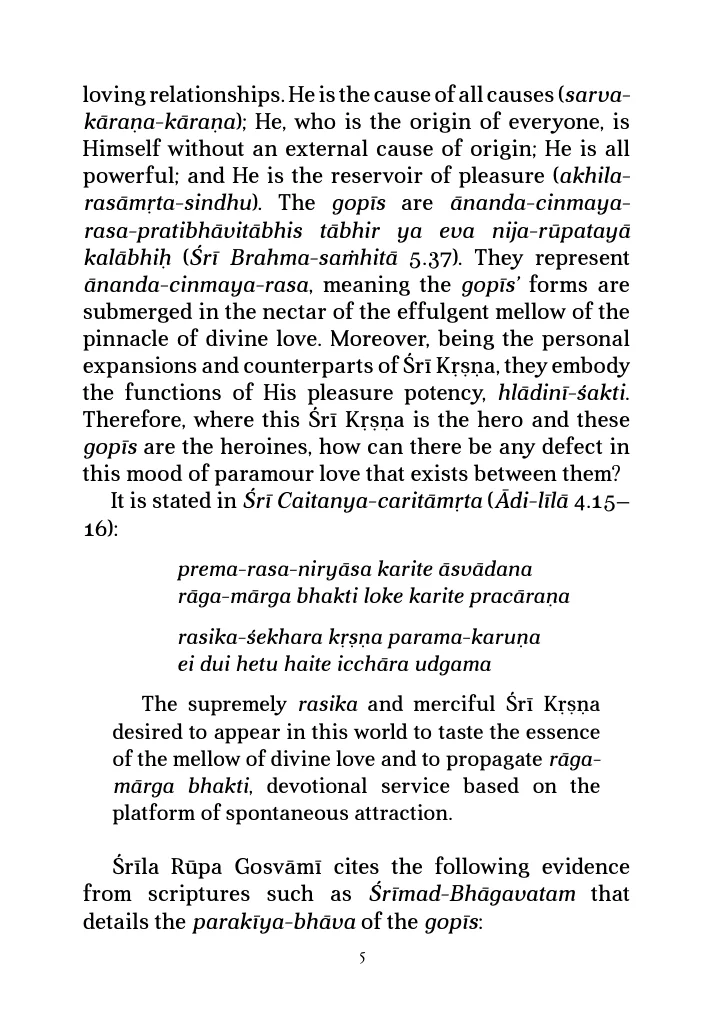 loving relationships. He is the cause of all causes (sarva-
kāraṇa-kāraṇa); He, who is the origin of everyone, is
Himself without an external cause of origin; He is all
powerful; and He is the reservoir of pleasure (akhila-
rasāmṛta-sindhu). The gopīs are ānanda-cinmaya-
rasa-pratibhāvitābhis tābhir ya eva nija-rūpatayā
kalābhiḥ (Śrī Brahma-saṁhitā 5.37). They represent
ānanda-cinmaya-rasa, meaning the gopīs’ forms are
submerged in the nectar of the effulgent mellow of the
pinnacle of divine love. Moreover, being the personal
expansions and counterparts of Śrī Kṛṣṇa, they embody
the functions of His pleasure potency, hlādinī-śakti.
Therefore, where this Śrī Kṛṣṇa is the hero and these
gopīs are the heroines, how can there be any defect in
this mood of paramour love that exists between them?
It is stated in Śrī Caitanya-caritāmṛta (Ādi-līlā 4.15–
16):
prema-rasa-niryāsa karite āsvādana
rāga-mārga bhakti loke karite pracāraṇa
rasika-śekhara kṛṣṇa parama-karuṇa
ei dui hetu haite icchāra udgama
The supremely rasika and merciful Śrī Kṛṣṇa
desired to appear in this world to taste the essence
of the mellow of divine love and to propagate rāga-
mārga bhakti, devotional service based on the
platform of spontaneous attraction.
Śrīla Rūpa Gosvāmī cites the following evidence
from scriptures such as Śrīmad-Bhāgavatam that
details the parakīya-bhāva of the gopīs:
5